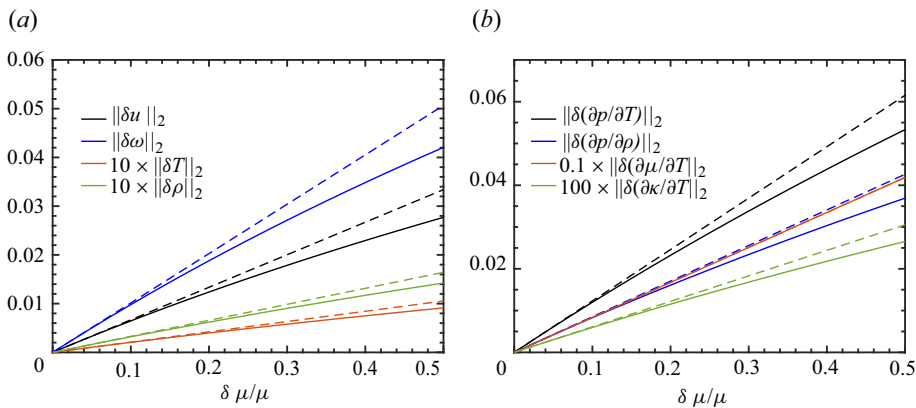 (a)
0.06
0.05
0.04
0.03
0.02
0.01
0
||δu ||₂
||δω||₂
10 × ||δT||₂
10 × ||δρ||₂
0.1 0.2 0.3 0.4 0.5
δ μ/μ
(b)
0.06
0.04
0.02
0
||δ(∂p/∂T)||₂
||δ(∂p/∂ρ)||₂
0.1 × ||δ(∂μ/∂T||₂
100 × ||δ(∂κ/∂T||₂
0.1 0.2 0.3 0.4 0.5
δ μ/μ